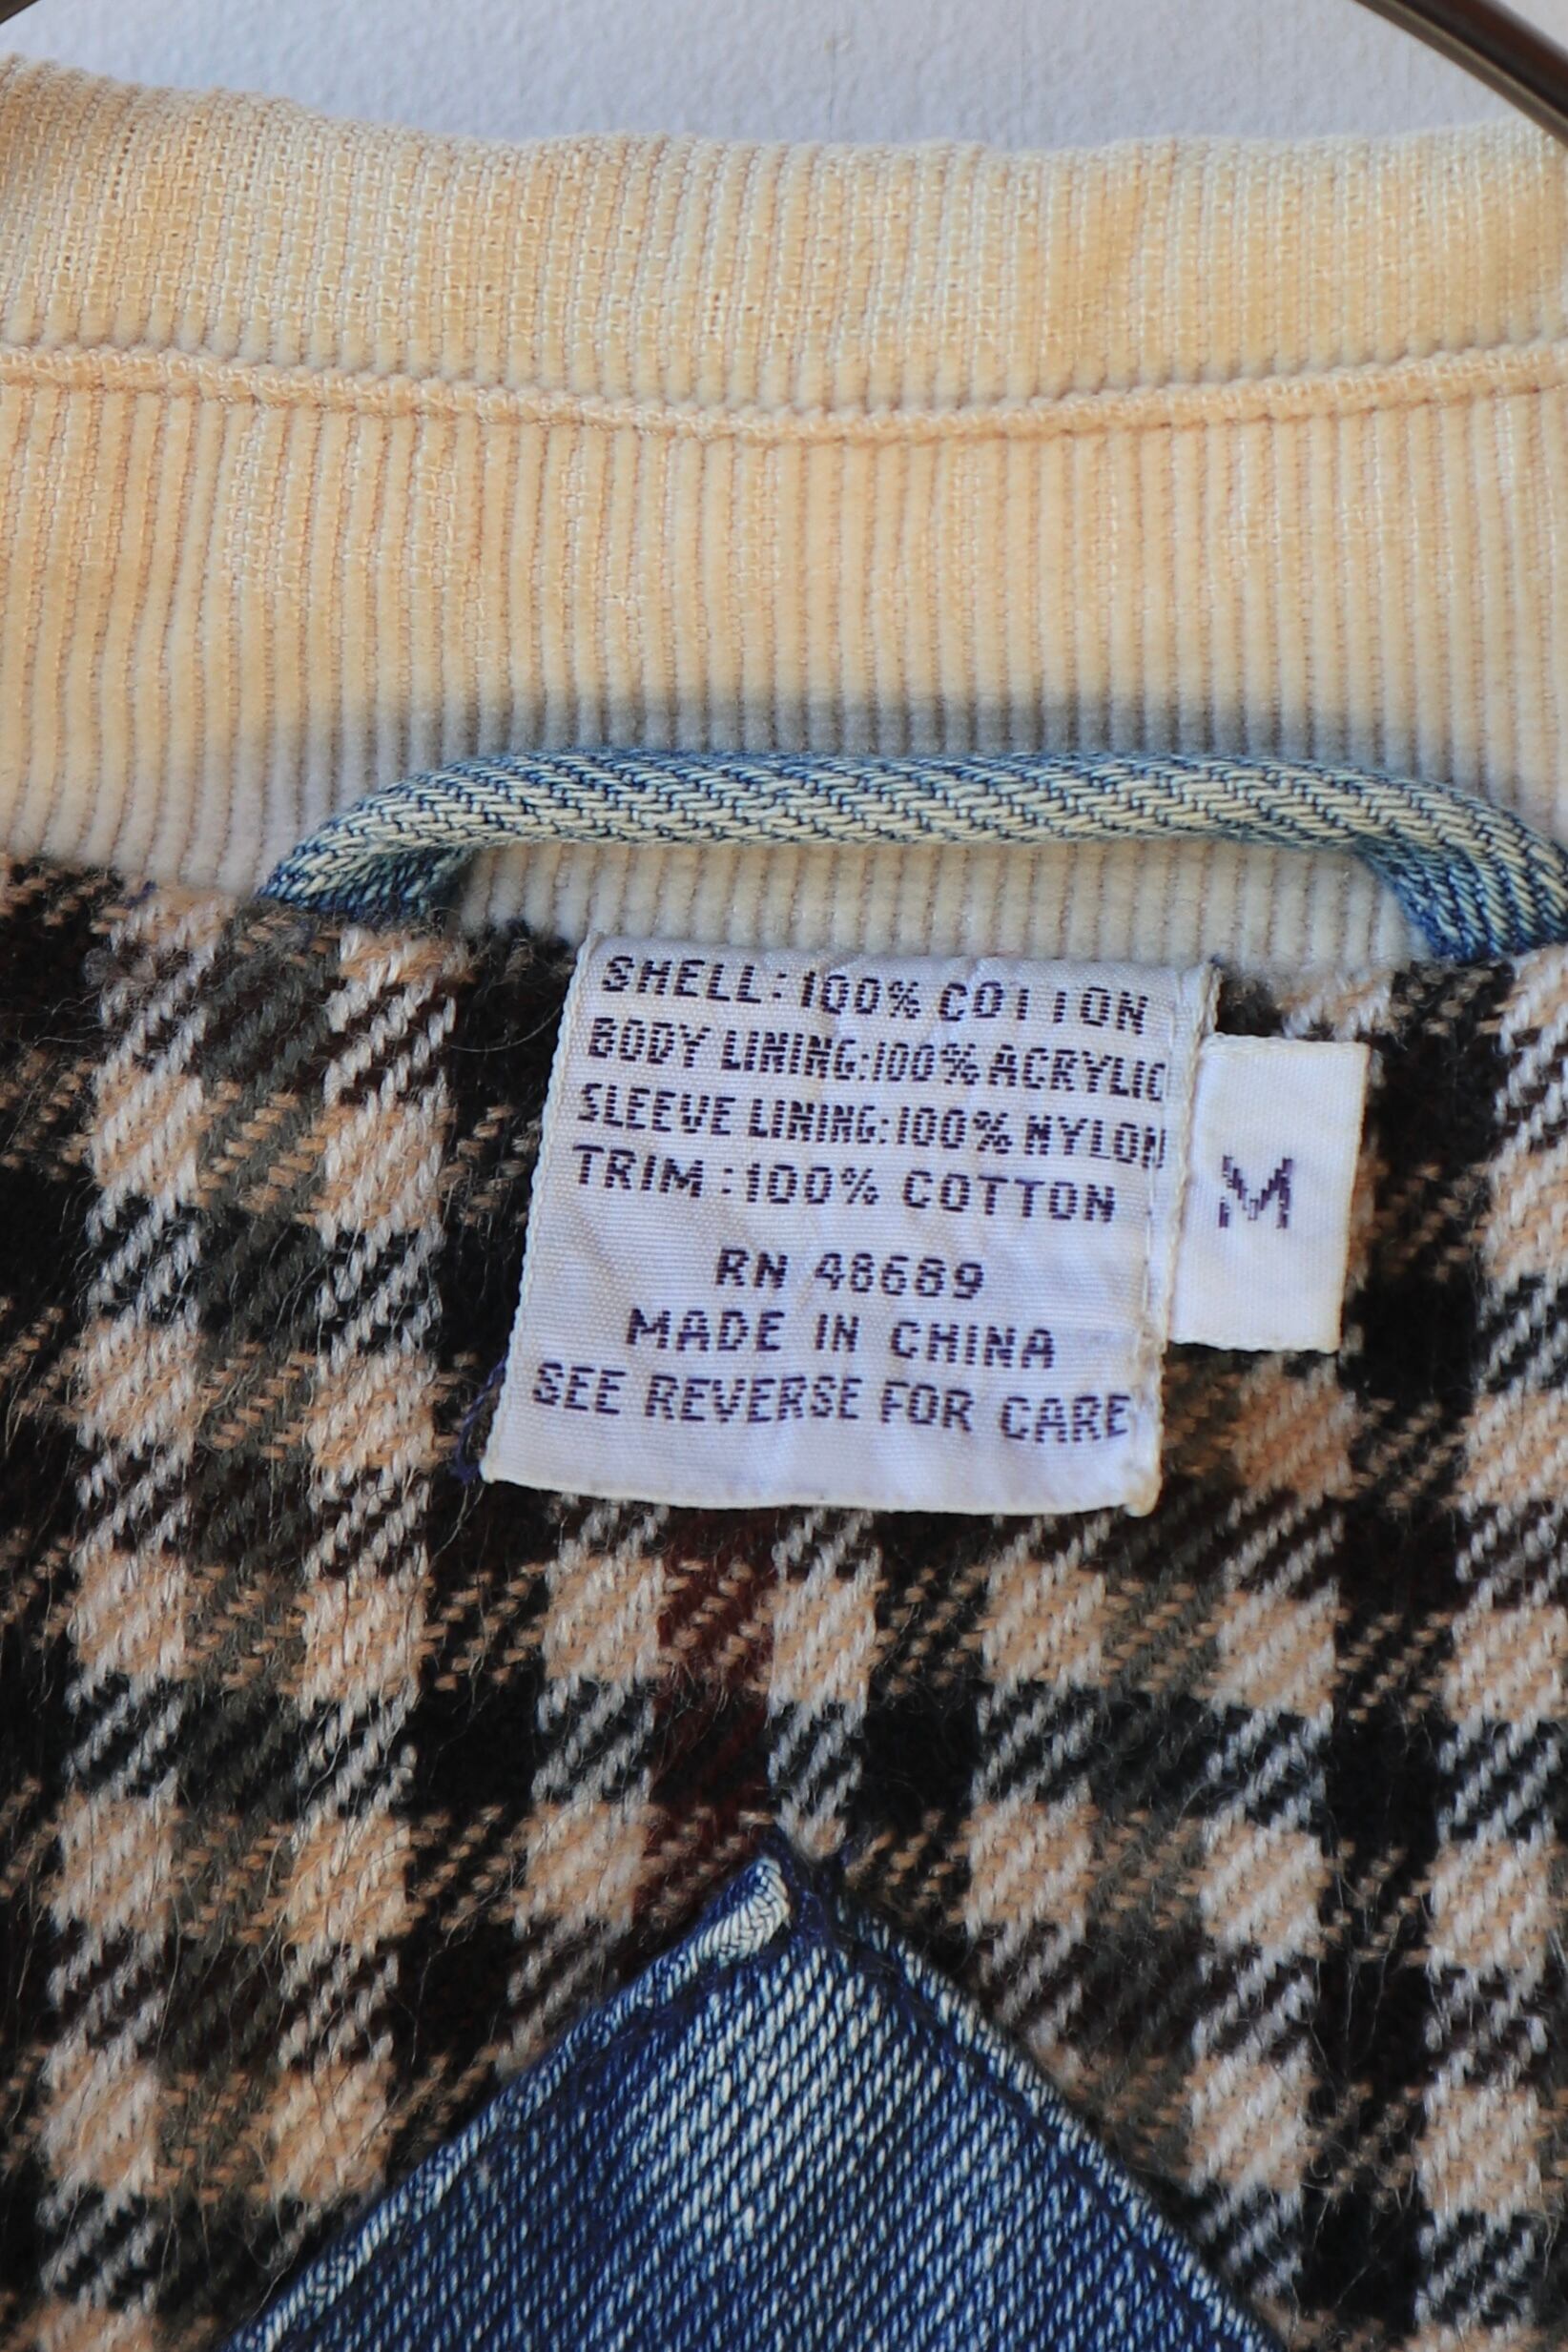 SHELL: 100% COTTON
BODY LINING: 100% ACRYLIC
SLEEVE LINING: 100% NYLON
TRIM: 100% COTTON
RN 48689
MADE IN CHINA
SEE REVERSE FOR CARE
M